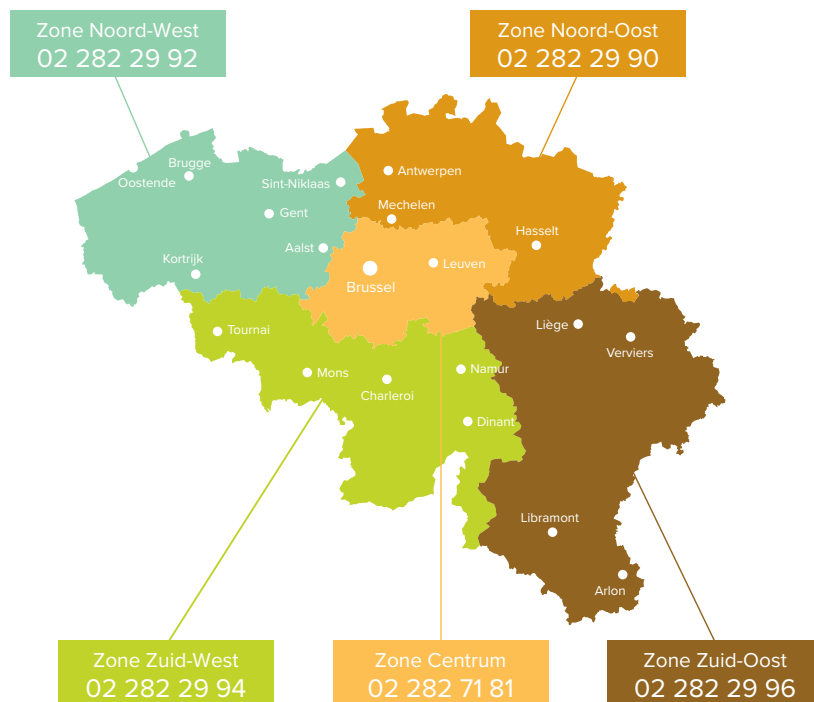 Zone Noord-West
02 282 29 92
Zone Noord-Oost
02 282 29 90
Brugge
Oostende
Sint-Niklaas
Antwerpen
Mechelen
Gent
Hasselt
Aalst
Kortrijk
Leuven
Brussel
Tournai
Liège
Verviers
Mons
Namur
Charleroi
Dinant
Libramont
Arlon
Zone Zuid-West
02 282 29 94
Zone Centrum
02 282 71 81
Zone Zuid-Oost
02 282 29 96